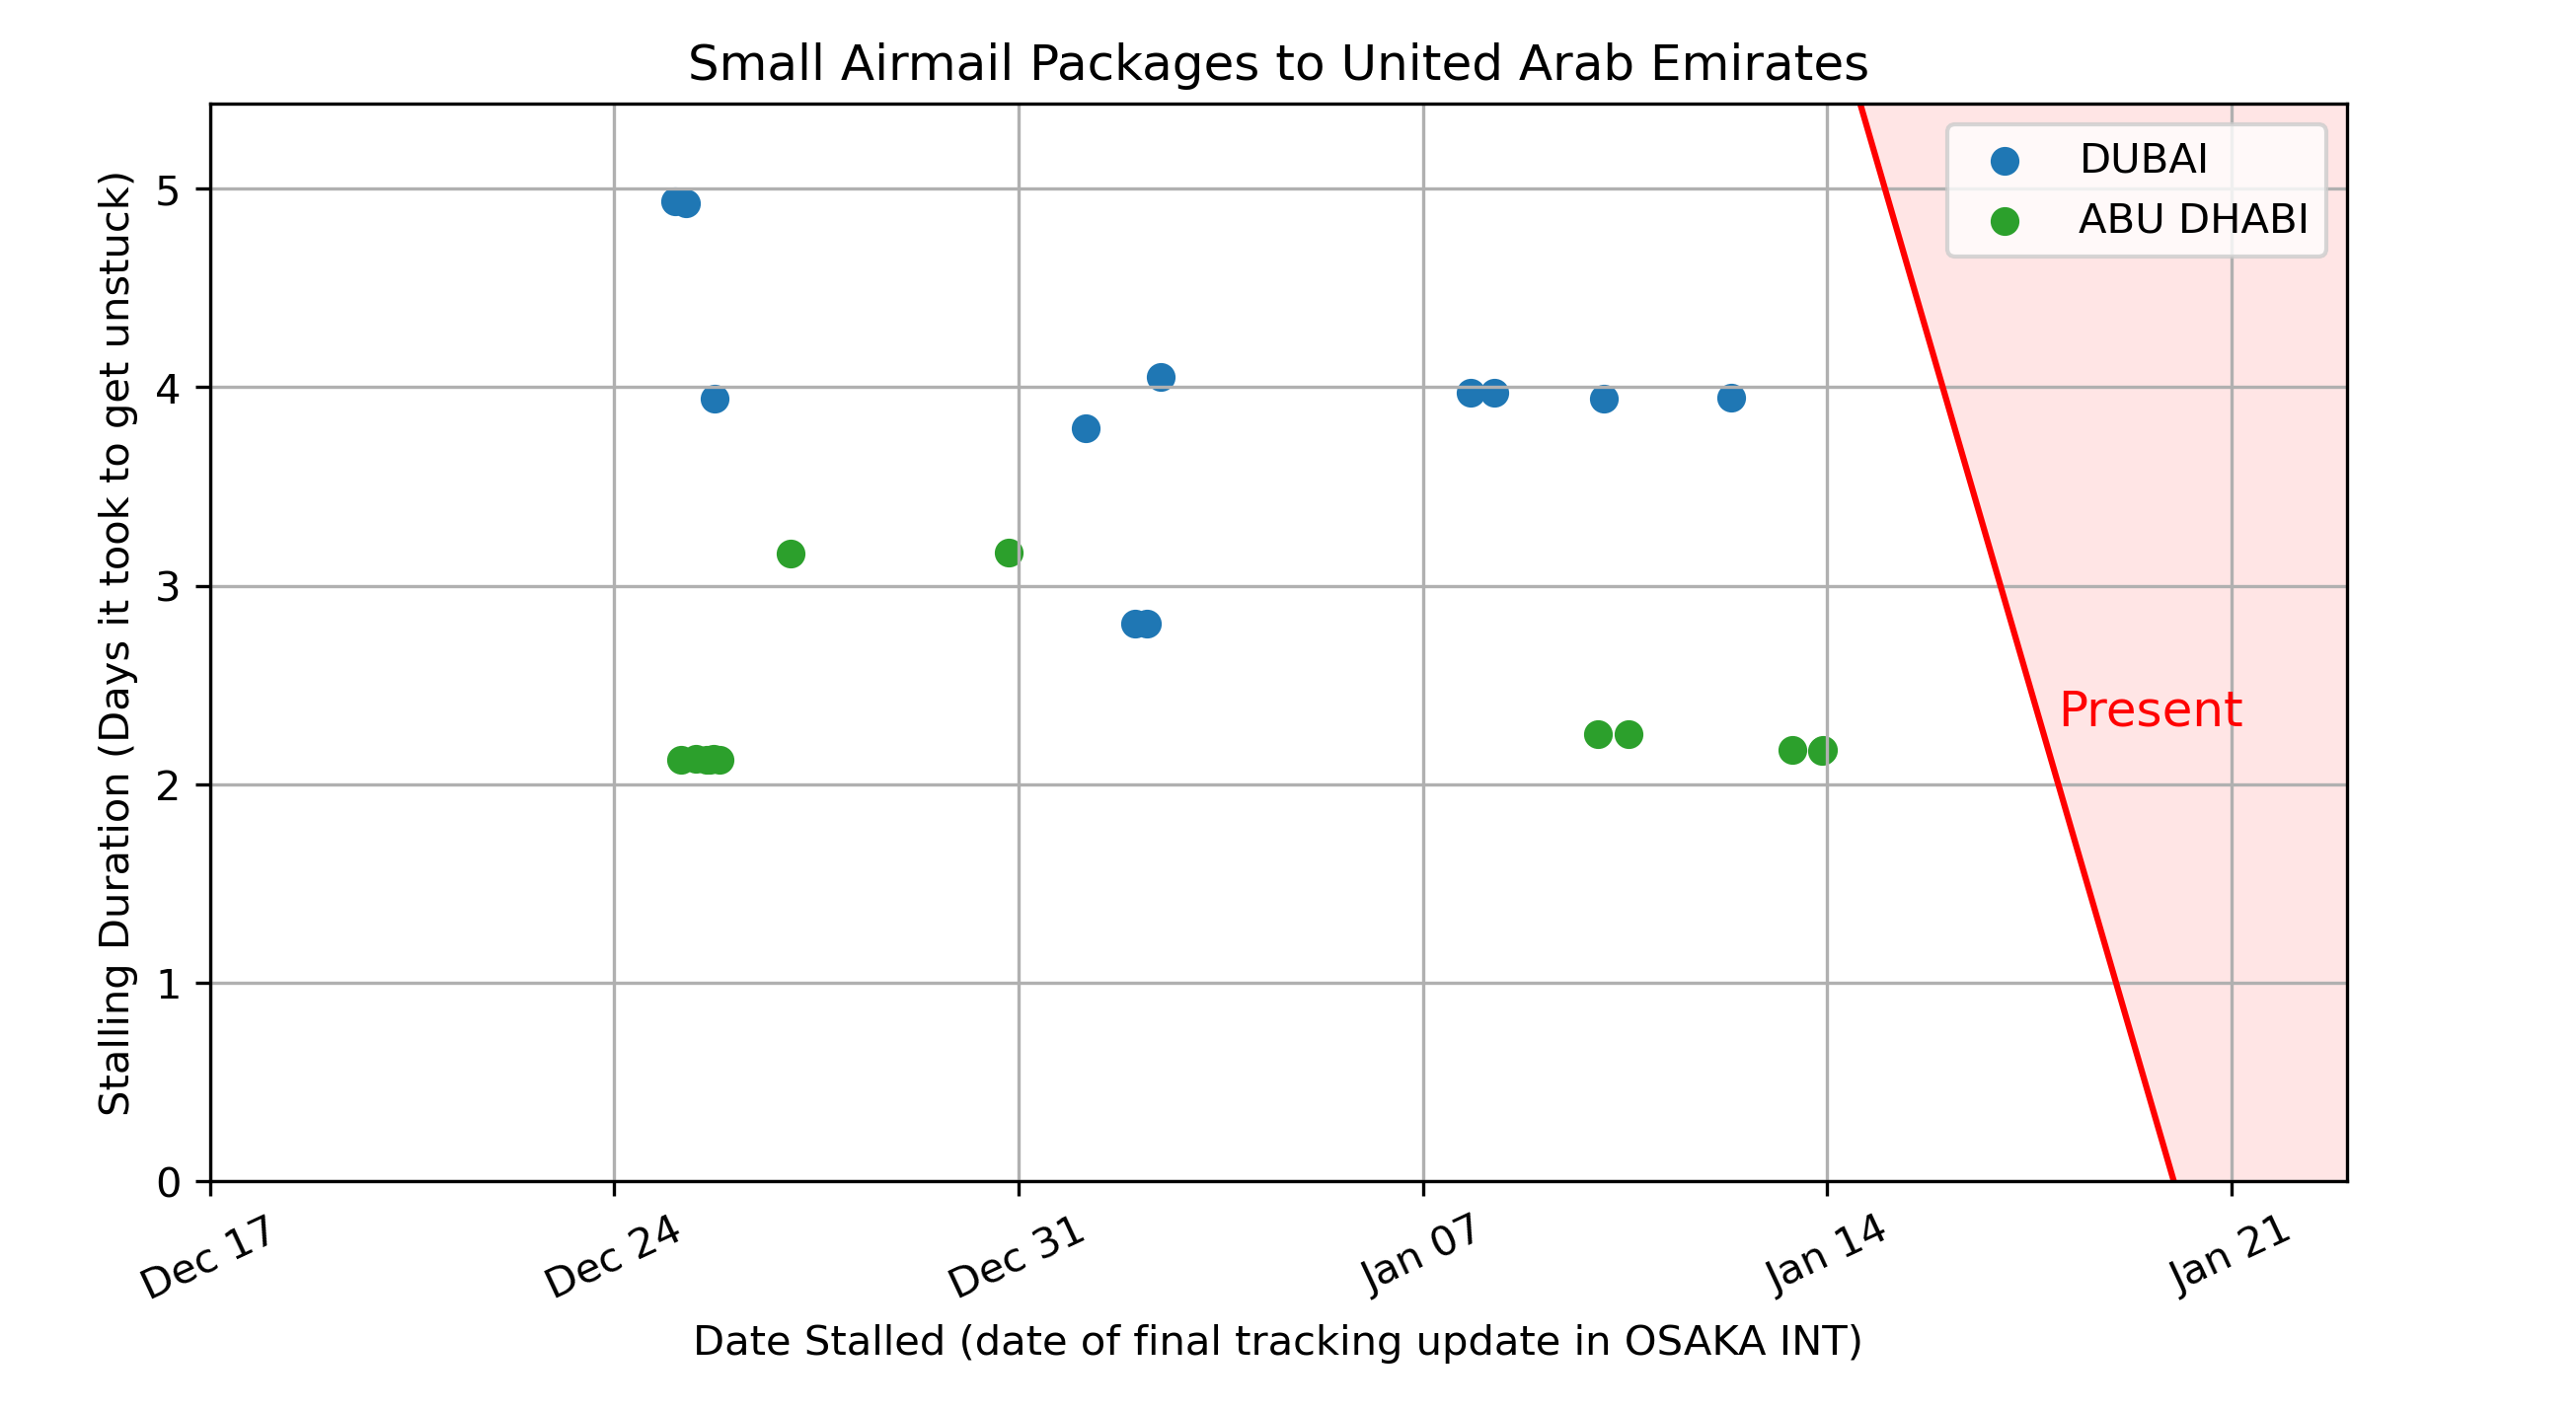 Small Airmail Packages to United Arab Emirates
DUBAI
ABU DHABI
Present
Stalling Duration (Days it took to get unstuck)
5
4
3
2
1
0
Dec 17
Dec 24
Dec 31
Jan 07
Jan 14
Jan 21
Date Stalled (date of final tracking update in OSAKA INT)